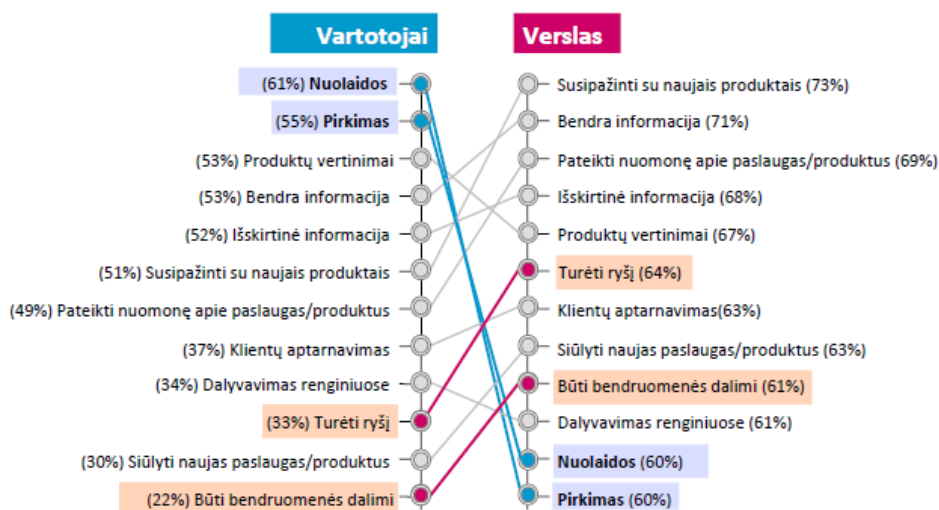 Vartotojai
Verslas
(61%) Nuolaidos
(55%) Pirkimas
(53%) Produktų vertinimai
(53%) Bendra informacija
(52%) Išskirtinė informacija
(51%) Susipažinti su naujais produktais
(49%) Pateikti nuomonę apie paslaugas/produktus
(37%) Klientų aptarnavimas
(34%) Dalyvavimas renginiuose
(33%) Turėti ryšį
(30%) Siūlyti naujas paslaugas/produktus
(22%) Būti bendruomenės dalimi
Susipažinti su naujais produktais (73%)
Bendra informacija (71%)
Pateikti nuomonę apie paslaugas/produktus (69%)
Išskirtinė informacija (68%)
Produktų vertinimai (67%)
Turėti ryšį (64%)
Klientų aptarnavimas(63%)
Siūlyti naujas paslaugas/produktus (63%)
Būti bendruomenės dalimi (61%)
Dalyvavimas renginiuose (61%)
Nuolaidos (60%)
Pirkimas (60%)